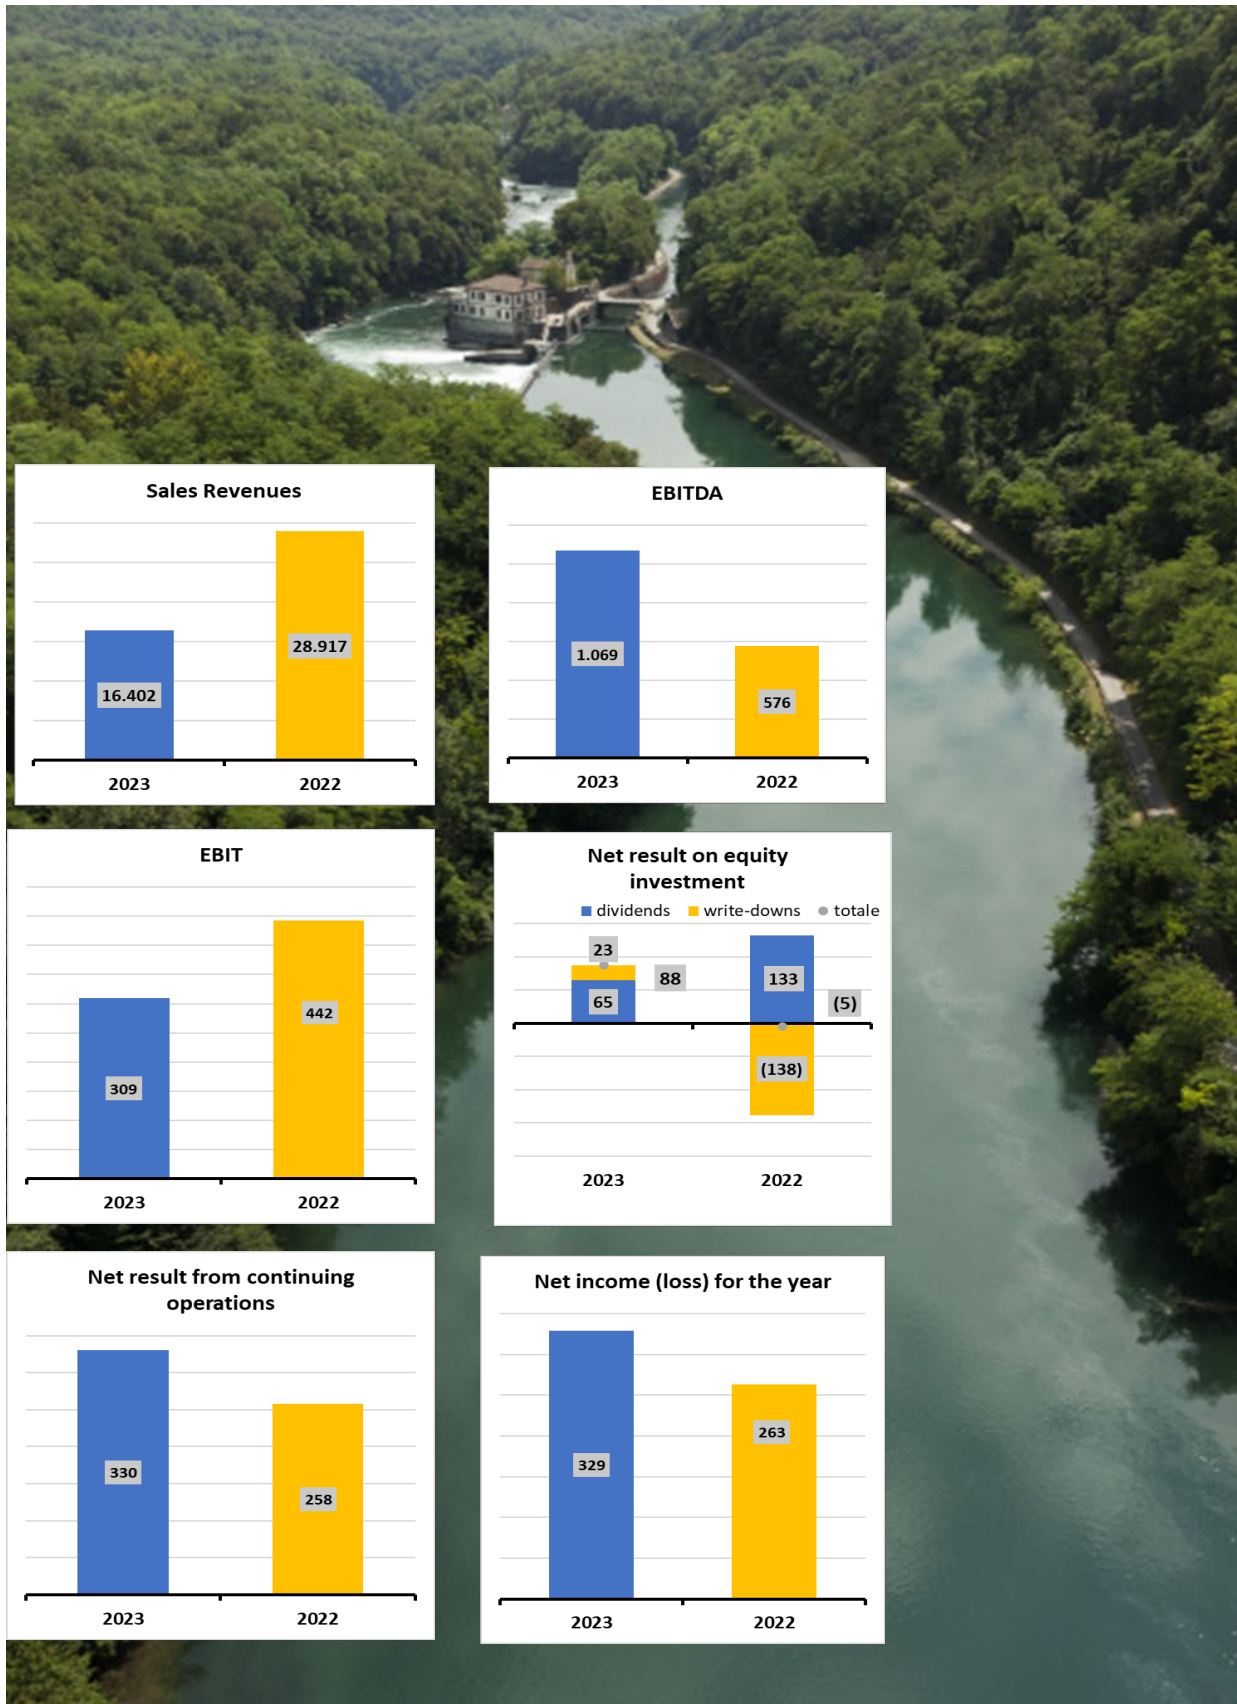 Sales Revenues
28.917
16.402
2023 2022
EBITDA
1.069
576
2023 2022
EBIT
442
309
2023 2022
Net result on equity
investment
dividends write-downs totale
23
88
133
65
(5)
(138)
2023 2022
Net result from continuing
operations
330
258
2023 2022
Net income (loss) for the year
263
329
2023 2022